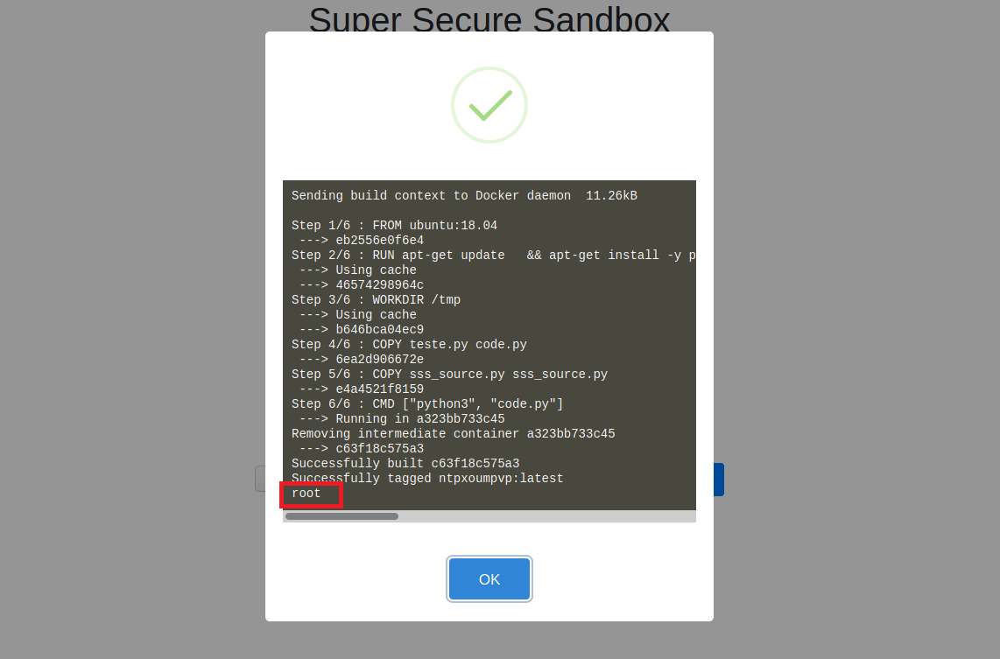 Super Secure Sandbox
Sending build context to Docker daemon  11.26kB
Step 1/6 : FROM ubuntu:18.04
 ---> eb2556e0f6e4
Step 2/6 : RUN apt-get update   && apt-get install -y p
 ---> Using cache
 ---> 46574298964c
Step 3/6 : WORKDIR /tmp
 ---> Using cache
 ---> b646bca04ec9
Step 4/6 : COPY teste.py code.py
 ---> 6ea2d906672e
Step 5/6 : COPY sss_source.py sss_source.py
 ---> e4a4521f8159
Step 6/6 : CMD ["python3", "code.py"]
 ---> Running in a323bb733c45
Removing intermediate container a323bb733c45
 ---> c63f18c575a3
Successfully built c63f18c575a3
Successfully tagged ntpxoumpvp:latest
root
OK